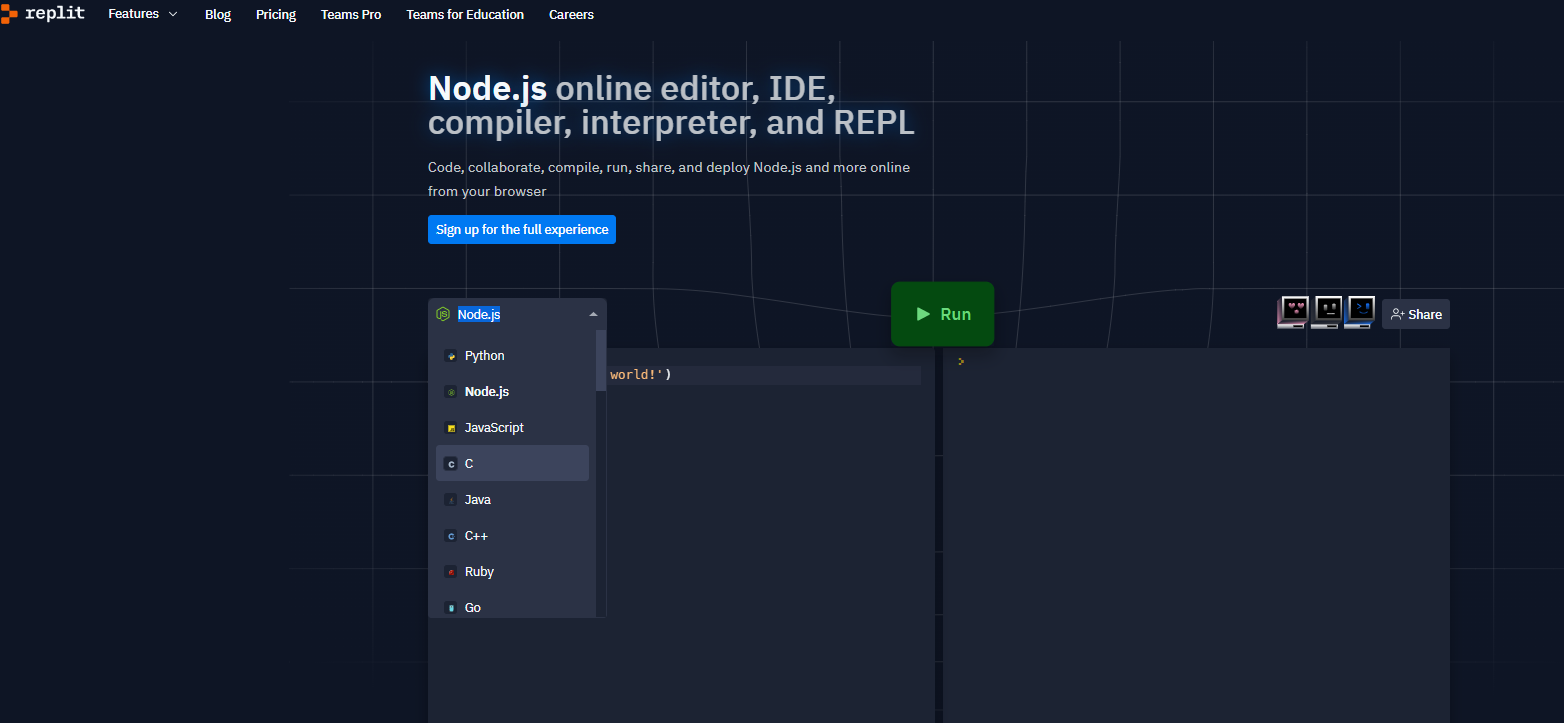 replit Features Blog Pricing Teams Pro Teams for Education Careers
Node.js online editor, IDE,
compiler, interpreter, and REPL
Code, collaborate, compile, run, share, and deploy Node.js and more online
from your browser
Sign up for the full experience
Node.js
Run
Share
Python
Node.js
JavaScript
C
Java
C++
Ruby
Go
world!')
>